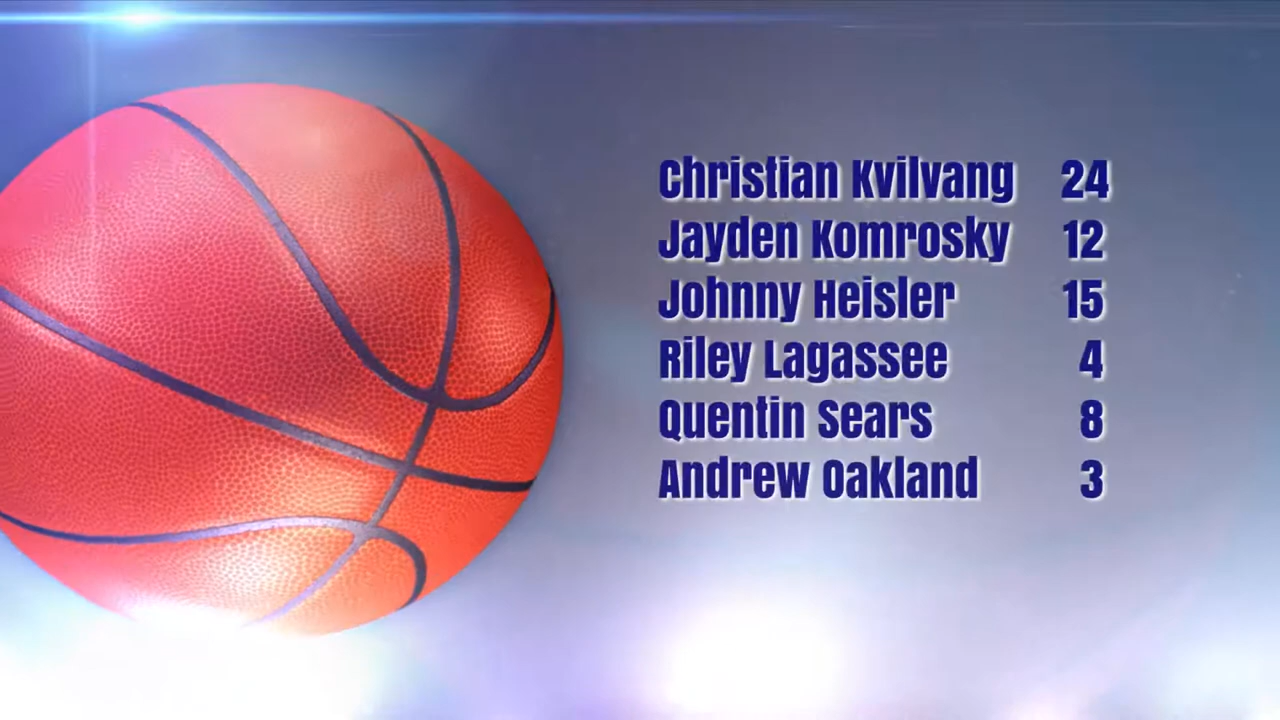 Christian Kvilvang 24
Jayden Komrosky 12
Johnny Heisler 15
Riley Lagassee 4
Quentin Sears 8
Andrew Oakland 3